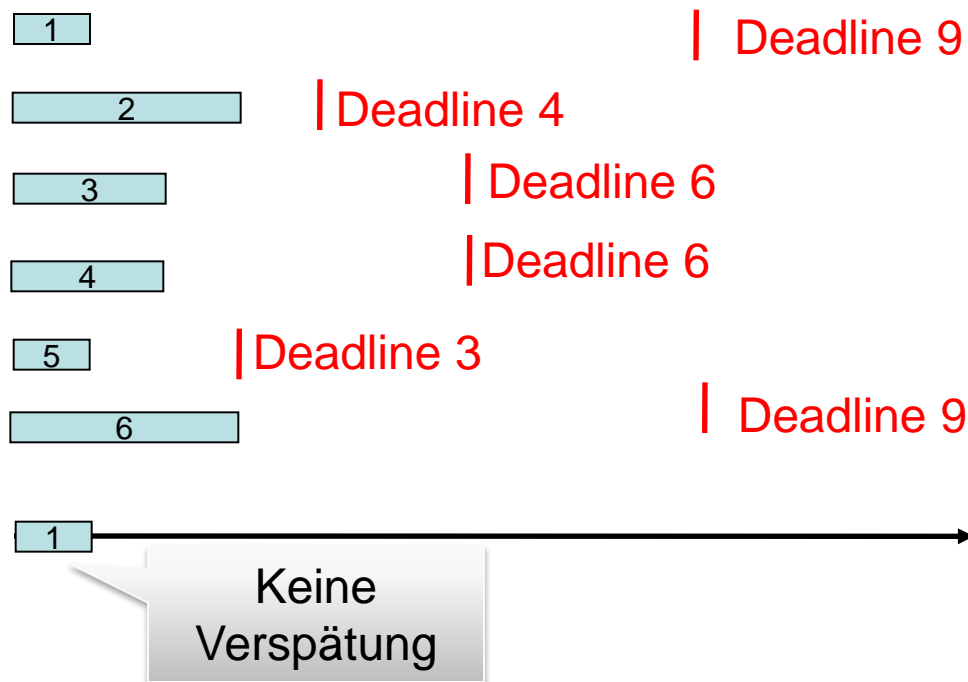 1
Deadline 9
2
Deadline 4
3
Deadline 6
4
Deadline 6
5
Deadline 3
6
Deadline 9
1
Keine
Verspätung